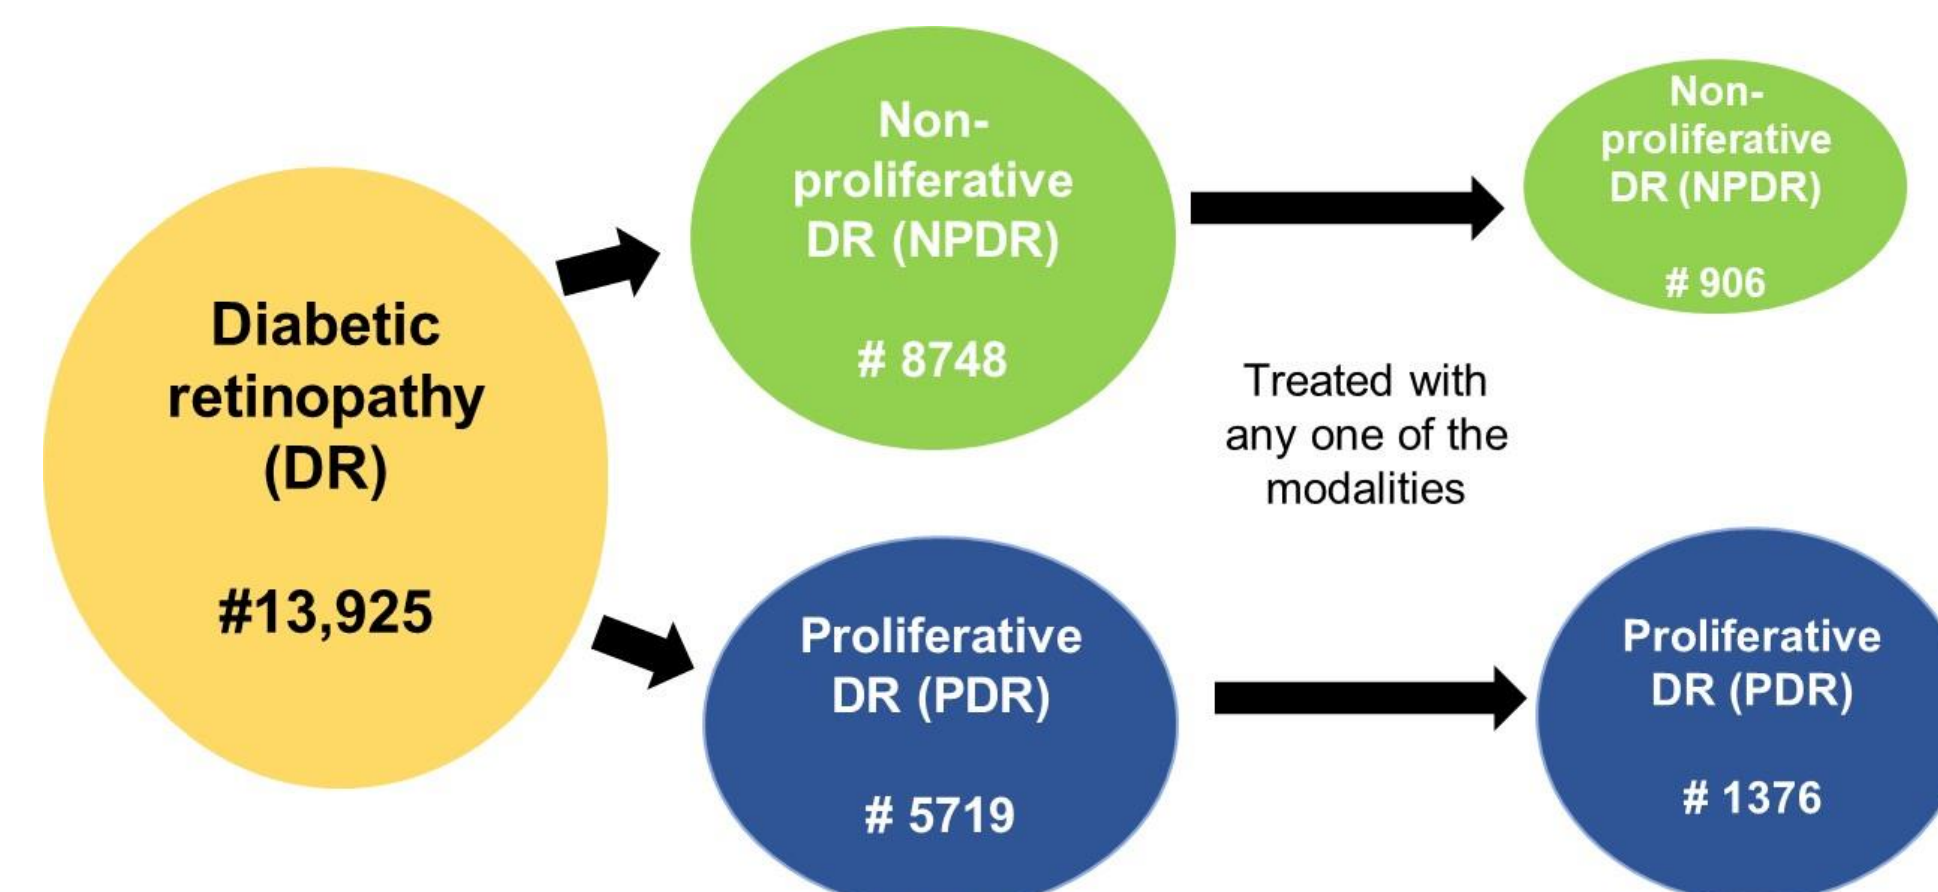 Diabetic
retinopathy
(DR)
#13,925
Non-
proliferative
DR (NPDR)
# 8748
Proliferative
DR (PDR)
# 5719
Treated with
any one of the
modalities
Non-
proliferative
DR (NPDR)
# 906
Proliferative
DR (PDR)
# 1376